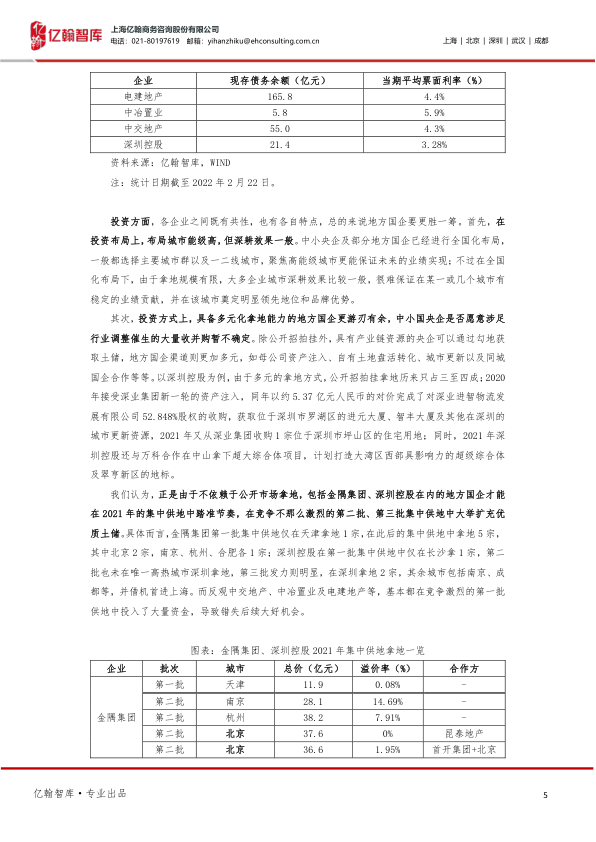 亿翰智库
上海亿翰商务咨询股份有限公司
电话：021-80197619 邮箱：yihanzhiku@ehconsulting.com.cn
上海 | 北京 | 深圳 | 武汉 | 成都
企业 现存债务余额（亿元） 当期平均票面利率（%）
电建地产 165.8 4.4%
中冶置业 5.8 5.9%
中交地产 55.0 4.3%
深圳控股 21.4 3.28%
资料来源：亿翰智库，WIND
注：统计日期截至 2022 年 2 月 22 日。
投资方面，各企业之间既有共性，也有各自特点，总的来说地方国企要更胜一筹。首先，在
投资布局上，布局城市能级高，但深耕效果一般。中小央企及部分地方国企已经进行全国化布局，
一般都选择主要城市群以及一二线城市，聚焦高能级城市更能保证未来的业绩实现；不过在全国
化布局下，由于拿地规模有限，大多企业城市深耕效果比较一般，很难保证在某一或几个城市有
稳定的业绩贡献，并在该城市奠定明显领先地位和品牌优势。
其次，投资方式上，具备多元化拿地能力的地方国企更游刃有余，中小国央企是否愿意涉足
行业调整催生的大量收并购暂不确定。除公开招拍挂外，具有产业链资源的央企可以通过勾地获
取土储，地方国企渠道则更加多元，如母公司资产注入、自有土地盘活转化、城市更新以及同城
国企合作等等。以深圳控股为例，由于多元的拿地方式，公开招拍挂拿地历来只占三至四成；2020
年接受深业集团新一轮的资产注入，同年以约 5.37 亿元人民币的对价完成了对深业进智物流发
展有限公司 52.848%股权的收购，获取位于深圳市罗湖区的进元大厦、智丰大厦及其他在深圳的
城市更新资源，2021 年又从深业集团收购 1 宗位于深圳市坪山区的住宅用地；同时，2021 年深
圳控股还与万科合作在中山拿下超大综合体项目，计划打造大湾区西部具影响力的超级综合体
及翠亨新区的地标。
我们认为，正是由于不依赖于公开市场拿地，包括金隅集团、深圳控股在内的地方国企才能
在 2021 年的集中供地中踏准节奏，在竞争不那么激烈的第二批、第三批集中供地中大举扩充优
质土储。具体而言，金隅集团第一批集中供地仅在天津拿地 1 宗，在此后的集中供地中拿地 5 宗，
其中北京 2 宗，南京、杭州、合肥各 1 宗；深圳控股在第一批集中供地中仅在长沙拿 1 宗，第二
批也未在唯一高热城市深圳拿地，第三批发力则明显，在深圳拿地 2 宗，其余城市包括南京、成
都等，并借机首进上海。而反观中交地产、中冶置业及电建地产等，基本都在竞争激烈的第一批
供地中投入了大量资金，导致错失后续大好机会。
图表：金隅集团、深圳控股 2021 年集中供地拿地一览
企业 批次 城市 总价（亿元） 溢价率（%） 合作方
金隅集团 第一批 天津 11.9 0.08% -
第二批 南京 28.1 14.69% -
第二批 杭州 38.2 7.91% -
第二批 北京 37.6 0% 昆泰地产
第二批 北京 36.6 1.95% 首开集团+北京
亿翰智库•专业出品
5